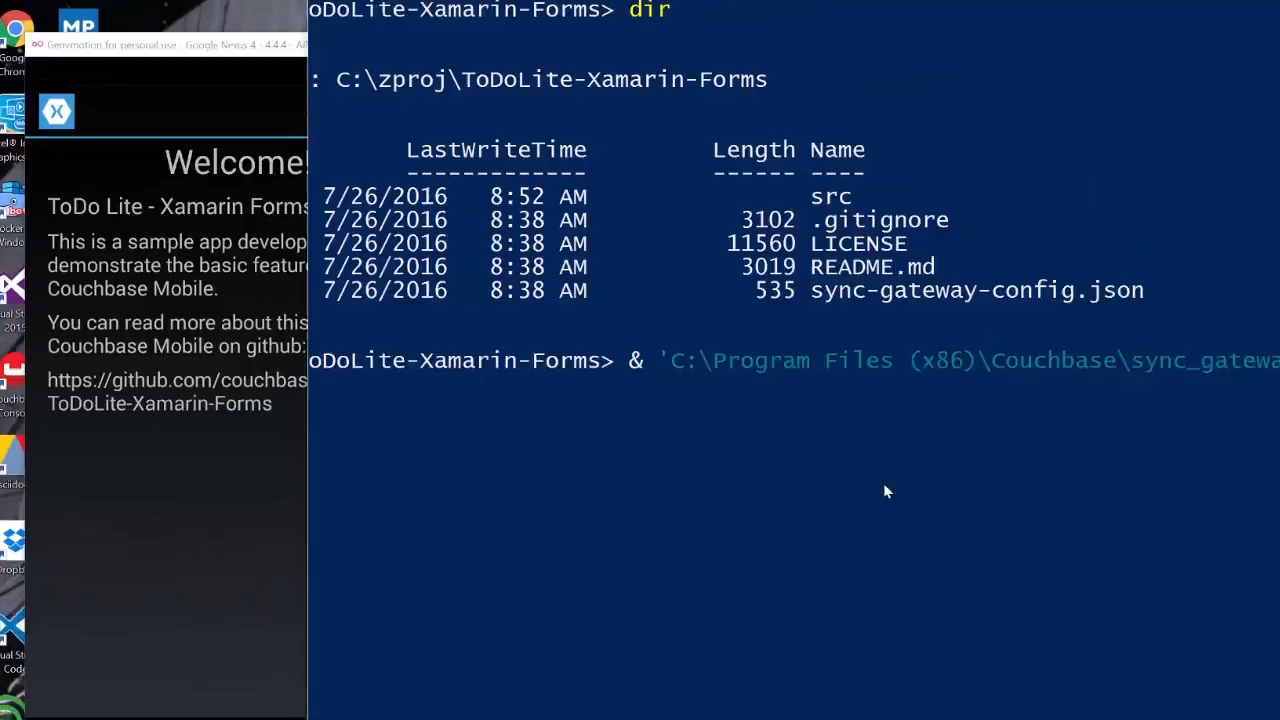 MP
Genymotion for personal use - Google Nexus 4 - 4.4.4 - AP
Welcome!
ToDo Lite - Xamarin Forms
This is a sample app develop
demonstrate the basic feature
Couchbase Mobile.
You can read more about this
Couchbase Mobile on github:
https://github.com/couchbas
ToDoLite-Xamarin-Forms
oDoLite-Xamarin-Forms> dir
: C:\zproj\ToDoLite-Xamarin-Forms
LastWriteTime Length Name
------------- ------ ----
7/26/2016 8:52 AM src
7/26/2016 8:38 AM 3102 .gitignore
7/26/2016 8:38 AM 11560 LICENSE
7/26/2016 8:38 AM 3019 README.md
7/26/2016 8:38 AM 535 sync-gateway-config.json
oDoLite-Xamarin-Forms> & 'C:\Program Files (x86)\Couchbase\sync_gatewa